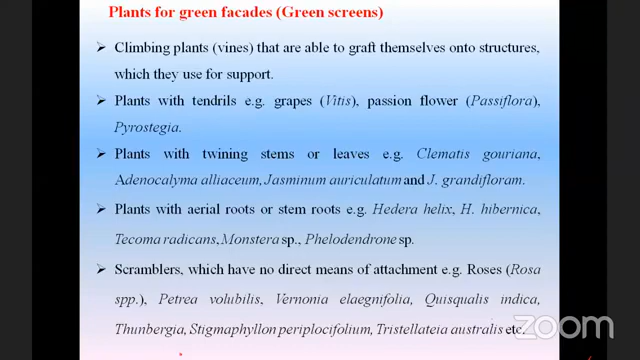 Plants for green facades (Green screens)
➢ Climbing plants (vines) that are able to graft themselves onto structures,
which they use for support.
➢ Plants with tendrils e.g. grapes (Vitis), passion flower (Passiflora),
Pyrostegia.
➢ Plants with twining stems or leaves e.g. Clematis gouriana,
Adenocalyma alliaceum, Jasminum auriculatum and J. grandifloram.
➢ Plants with aerial roots or stem roots e.g. Hedera helix, H. hibernica,
Tecoma radicans, Monstera sp., Phelodendrone sp.
➢ Scramblers, which have no direct means of attachment e.g. Roses (Rosa
spp.), Petrea volubilis, Vernonia elaegnifolia, Quisqualis indica,
Thunbergia, Stigmaphyllon periplocifolium, Tristellateia australis etc.
zoom